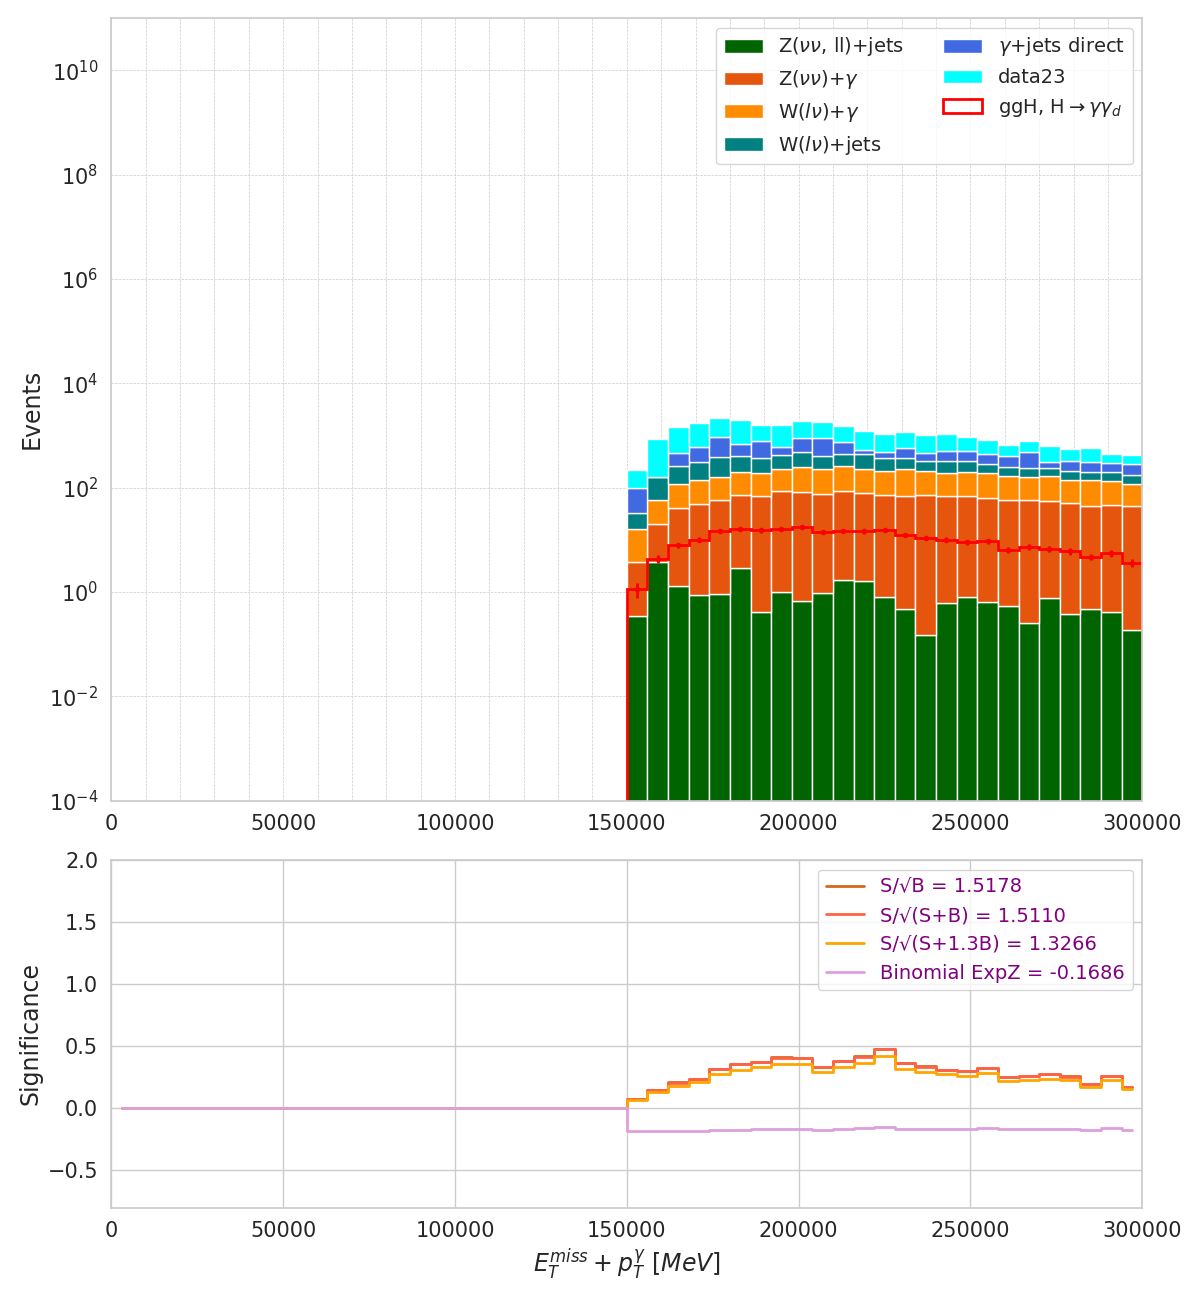 Z(νν, ll)+jets
Z(νν)+γ
W(lν)+γ
W(lν)+jets
γ+jets direct
data23
ggH, H→γγ_d
10^10
10^8
10^6
10^4
10^2
10^0
10^−2
10^−4
Events
0 50000 100000 150000 200000 250000 300000
S/√B = 1.5178
S/√(S+B) = 1.5110
S/√(S+1.3B) = 1.3266
Binomial ExpZ = -0.1686
2.0
1.5
1.0
0.5
0.0
−0.5
Significance
0 50000 100000 150000 200000 250000 300000
E_T^miss + p_T^γ [MeV]